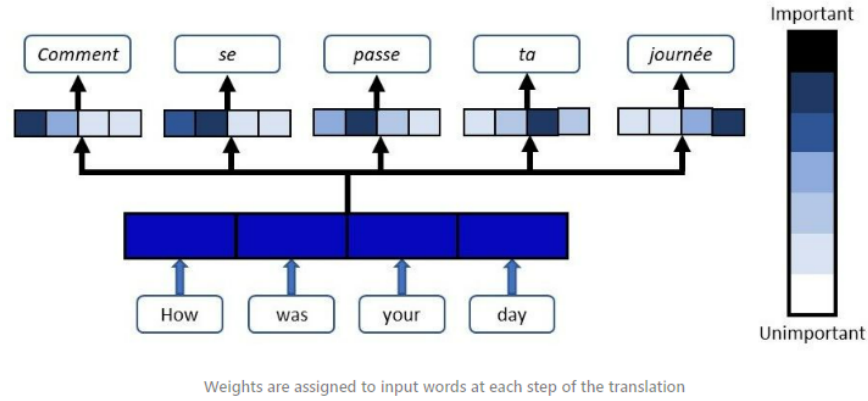 Important
Comment se passe ta journée
How was your day
Unimportant
Weights are assigned to input words at each step of the translation